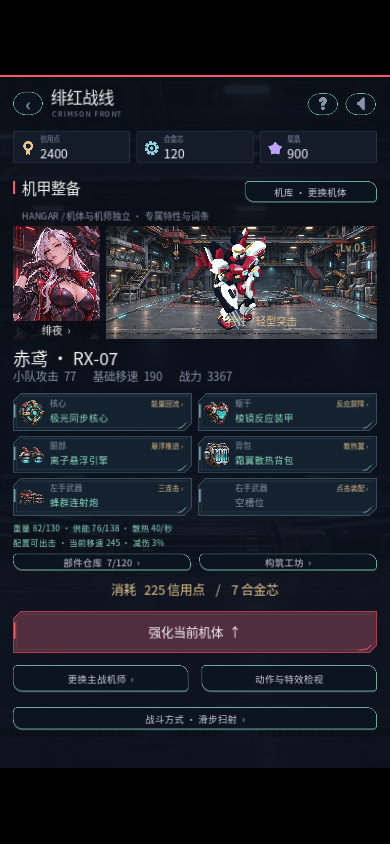 ‹ 绯红战线
CRIMSON FRONT
?
信用点
2400
合金芯
120
星晶
900
机甲整备
机库 · 更换机体
HANGAR / 机体与机师独立 · 专属特性与词条
Lv.01
绯夜 ›
轻型突击
赤鸢 · RX-07
小队攻击 77 基础移速 190 战力 3367
核心 能量回流 ›
极光同步核心
躯干 反应屏障 ›
棱镜反应装甲
腿部 悬浮推进 ›
离子悬浮引擎
背包 散热翼 ›
霜翼散热背包
左手武器 三连击 ›
蜂群连射炮
右手武器 点击装配 ›
空槽位
重量 82/130 · 供能 76/138 · 散热 40/秒
配置可出击 · 当前移速 245 · 减伤 3%
部件仓库 7/120 ›
构筑工坊 ›
消耗 225 信用点 / 7 合金芯
强化当前机体 ↑
更换主战机师 ›
动作与特效检视
战斗方式 · 滑步扫射 ›